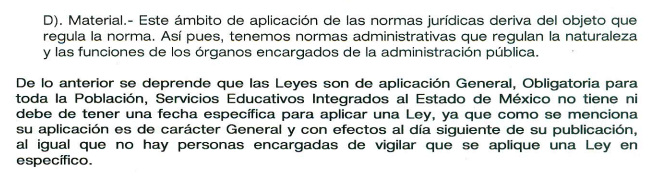 D). Material.- Este ámbito de aplicación de las normas jurídicas deriva del objeto que
regula la norma. Así pues, tenemos normas administrativas que regulan la naturaleza
y las funciones de los órganos encargados de la administración pública.
De lo anterior se deprende que las Leyes son de aplicación General, Obligatoria para
toda la Población, Servicios Educativos Integrados al Estado de México no tiene ni
debe de tener una fecha específica para aplicar una Ley, ya que como se menciona
su aplicación es de carácter General y con efectos al día siguiente de su publicación,
al igual que no hay personas encargadas de vigilar que se aplique una Ley en
específico.